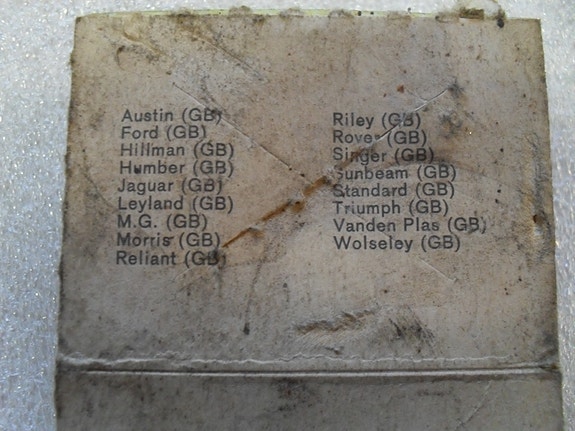 Austin (GB)
Ford (GB)
Hillman (GB)
Humber (GB)
Jaguar (GB)
Leyland (GB)
M.G. (GB)
Morris (GB)
Reliant (GB)
Riley (GB)
Rover (GB)
Singer (GB)
Sunbeam (GB)
Standard (GB)
Triumph (GB)
Vanden Plas (GB)
Wolseley (GB)